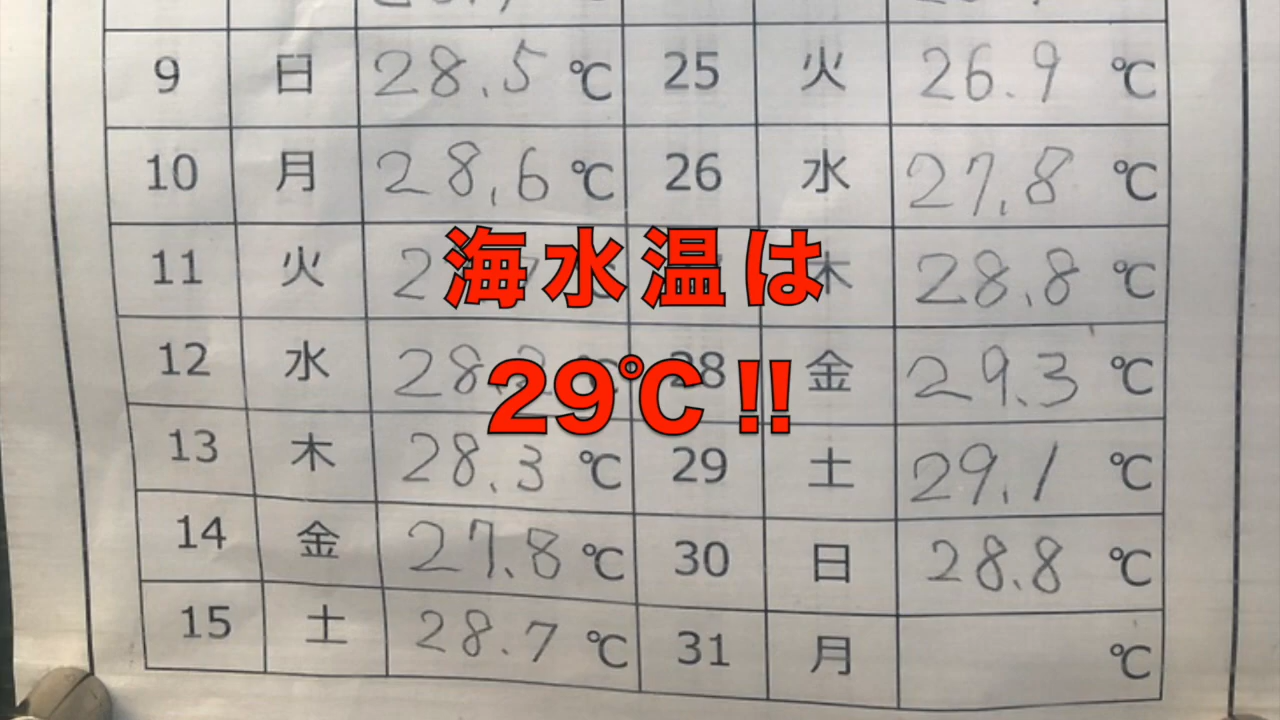 9 日 28.5 ℃ 25 火 26.9 ℃
10 月 28.6 ℃ 26 水 27.8 ℃
11 火 木 28.8 ℃
12 水 28 金 29.3 ℃
13 木 28.3 ℃ 29 土 29.1 ℃
14 金 27.8 ℃ 30 日 28.8 ℃
15 土 28.7 ℃ 31 月 ℃
海水温は
29℃!!